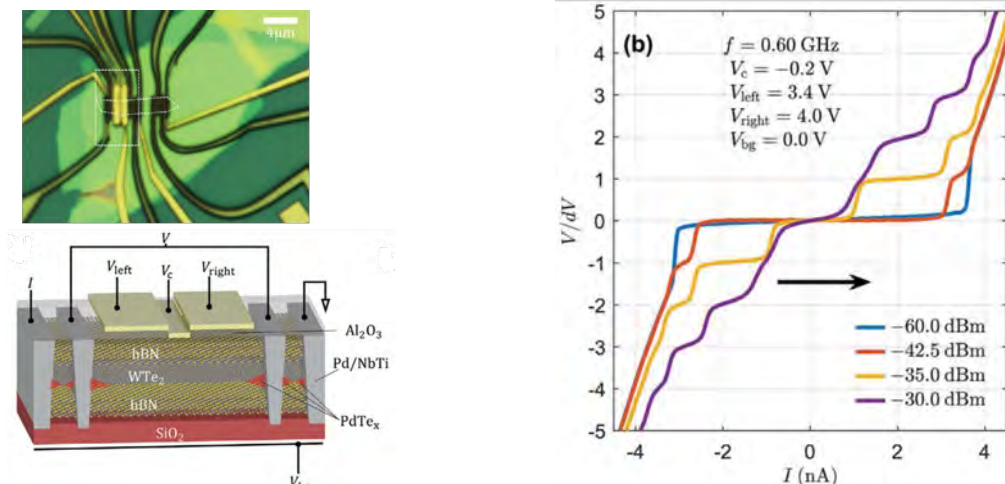 4μm
V
I
V_left
V_c
V_right
Al₂O₃
hBN
Pd/NbTi
WTe₂
hBN
PdTeₓ
SiO₂
(b)
f = 0.60 GHz
V_c = −0.2 V
V_left = 3.4 V
V_right = 4.0 V
V_bg = 0.0 V
5
4
3
2
1
0
-1
-2
-3
-4
-5
V/dV
−60.0 dBm
−42.5 dBm
−35.0 dBm
−30.0 dBm
-4 -2 0 2 4
I (nA)